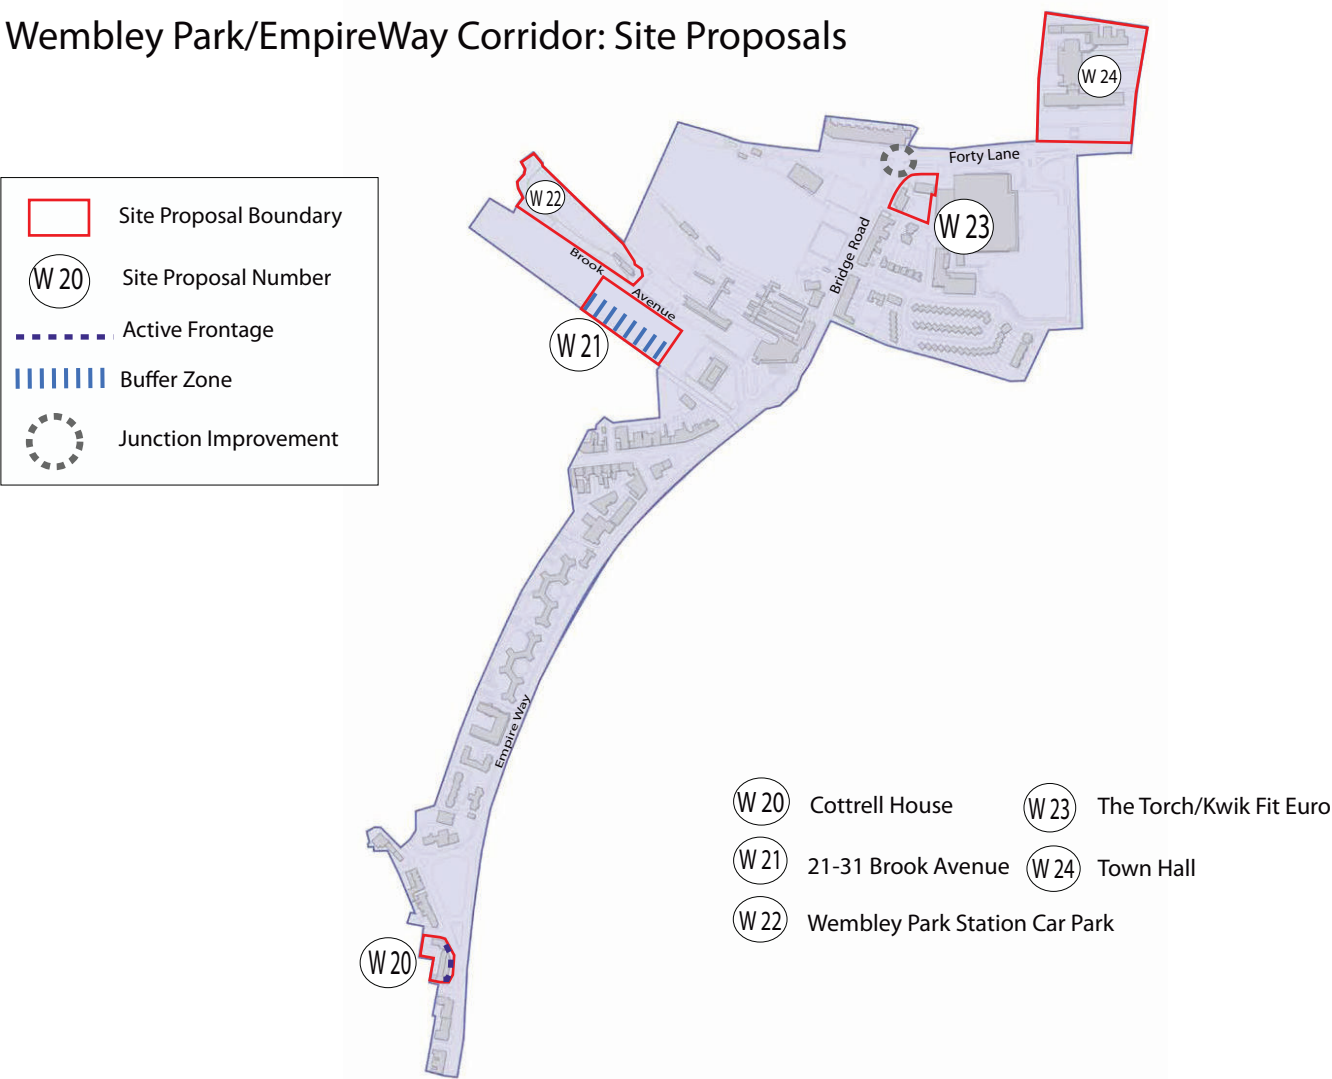 Wembley Park/EmpireWay Corridor: Site Proposals
Site Proposal Boundary
W 20 Site Proposal Number
Active Frontage
Buffer Zone
Junction Improvement
W 24
Forty Lane
W 22
W 23
Bridge Road
Brook Avenue
W 21
Empire Way
W 20
W 20 Cottrell House
W 21 21-31 Brook Avenue
W 22 Wembley Park Station Car Park
W 23 The Torch/Kwik Fit Euro
W 24 Town Hall